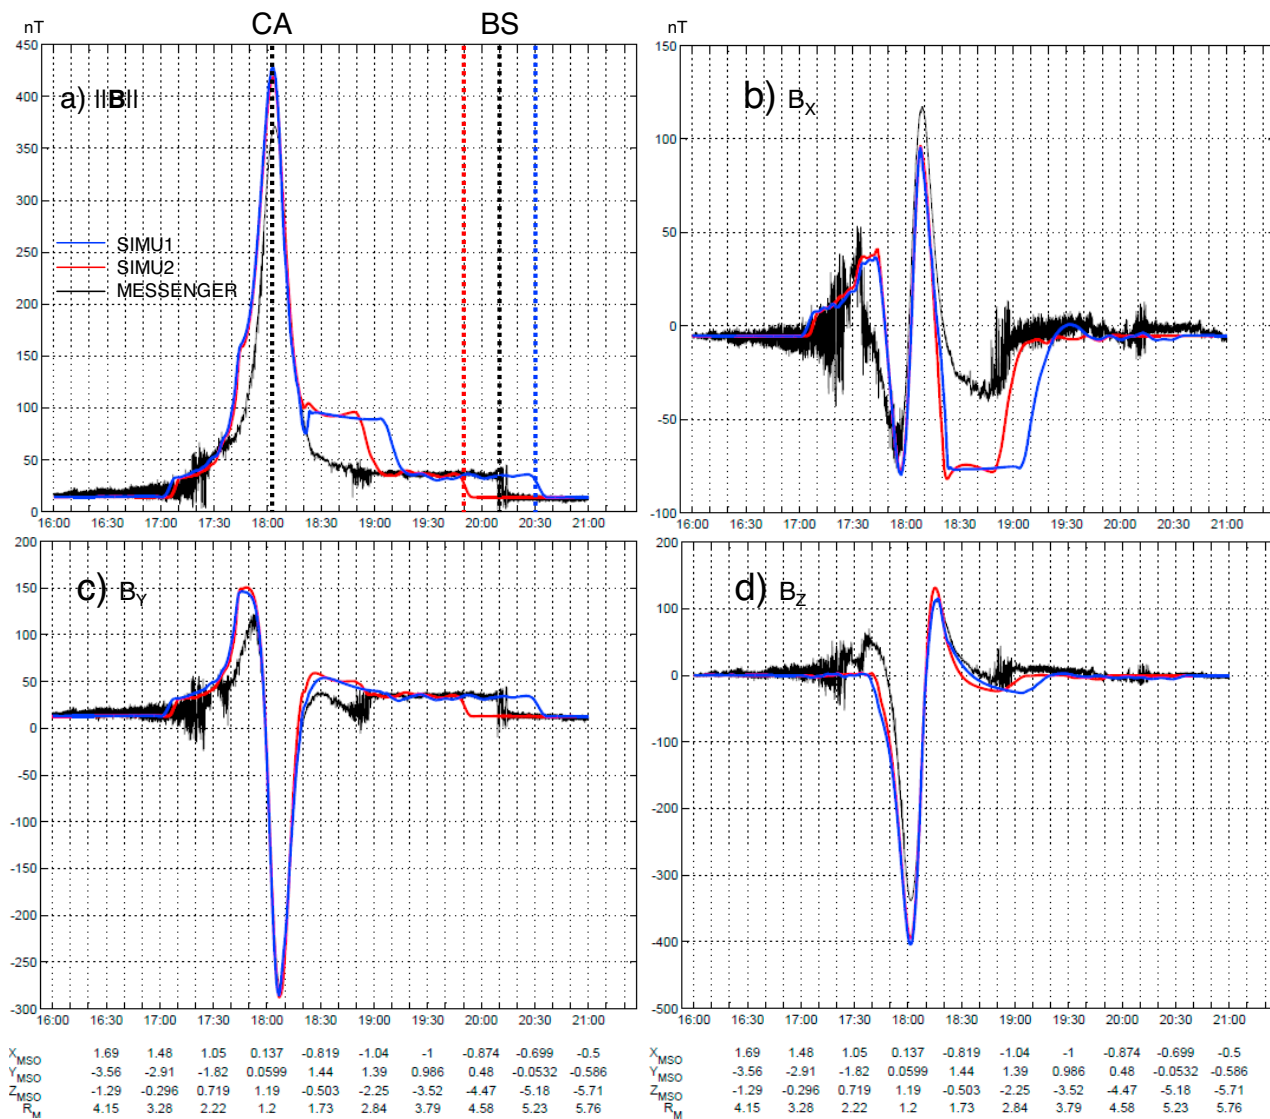 CA BS
nT
450
400
350
300
250
200
150
100
50
0
a) ||B||
SIMU1
SIMU2
MESSENGER
16:00 16:30 17:00 17:30 18:00 18:30 19:00 19:30 20:00 20:30 21:00
nT
150
100
50
0
-50
-100
b) BX
16:00 16:30 17:00 17:30 18:00 18:30 19:00 19:30 20:00 20:30 21:00
200
150
100
50
0
-50
-100
-150
-200
-250
-300
c) BY
16:00 16:30 17:00 17:30 18:00 18:30 19:00 19:30 20:00 20:30 21:00
200
100
0
-100
-200
-300
-400
-500
d) BZ
16:00 16:30 17:00 17:30 18:00 18:30 19:00 19:30 20:00 20:30 21:00
XMSO 1.69 1.48 1.05 0.137 -0.819 -1.04 -1 -0.874 -0.699 -0.5
YMSO -3.56 -2.91 -1.82 0.0599 1.44 1.39 0.986 0.48 -0.0532 -0.586
ZMSO -1.29 -0.296 0.719 1.19 -0.503 -2.25 -3.52 -4.47 -5.18 -5.71
RM 4.15 3.28 2.22 1.2 1.73 2.84 3.79 4.58 5.23 5.76
XMSO 1.69 1.48 1.05 0.137 -0.819 -1.04 -1 -0.874 -0.699 -0.5
YMSO -3.56 -2.91 -1.82 0.0599 1.44 1.39 0.986 0.48 -0.0532 -0.586
ZMSO -1.29 -0.296 0.719 1.19 -0.503 -2.25 -3.52 -4.47 -5.18 -5.71
RM 4.15 3.28 2.22 1.2 1.73 2.84 3.79 4.58 5.23 5.76